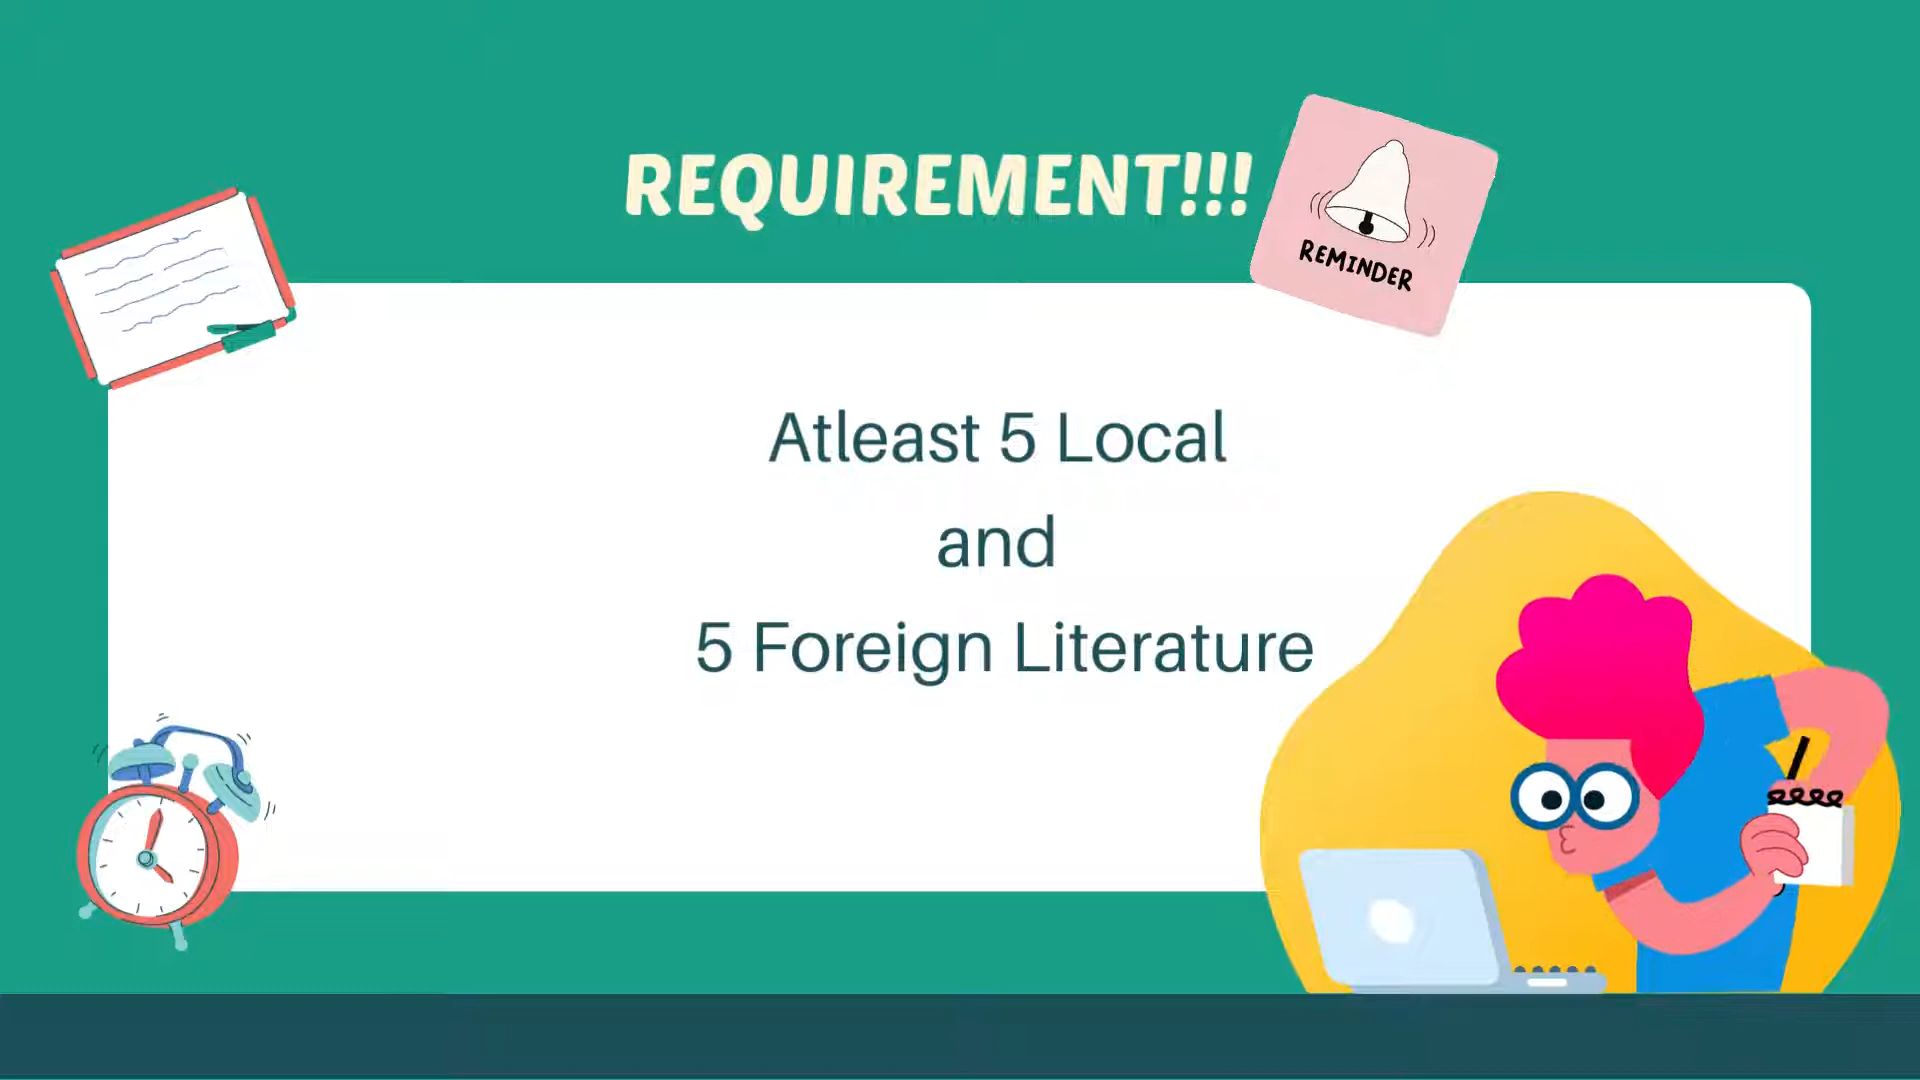 REQUIREMENT!!!
REMINDER
Atleast 5 Local
and
5 Foreign Literature